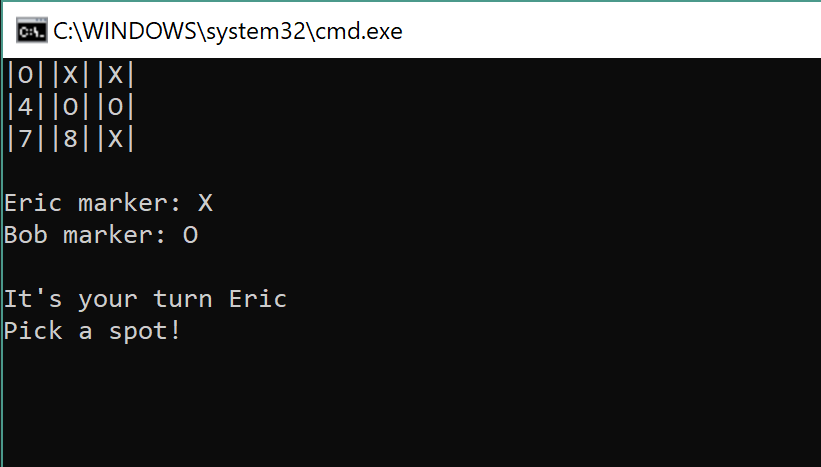 C:\WINDOWS\system32\cmd.exe
|O||X||X|
|4||O||O|
|7||8||X|
Eric marker: X
Bob marker: O
It's your turn Eric
Pick a spot!